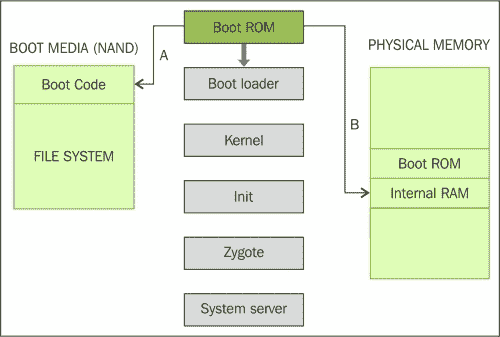 Boot ROM
BOOT MEDIA (NAND)
A
PHYSICAL MEMORY
Boot Code
Boot loader
FILE SYSTEM
Kernel
B
Boot ROM
Internal RAM
Init
Zygote
System server